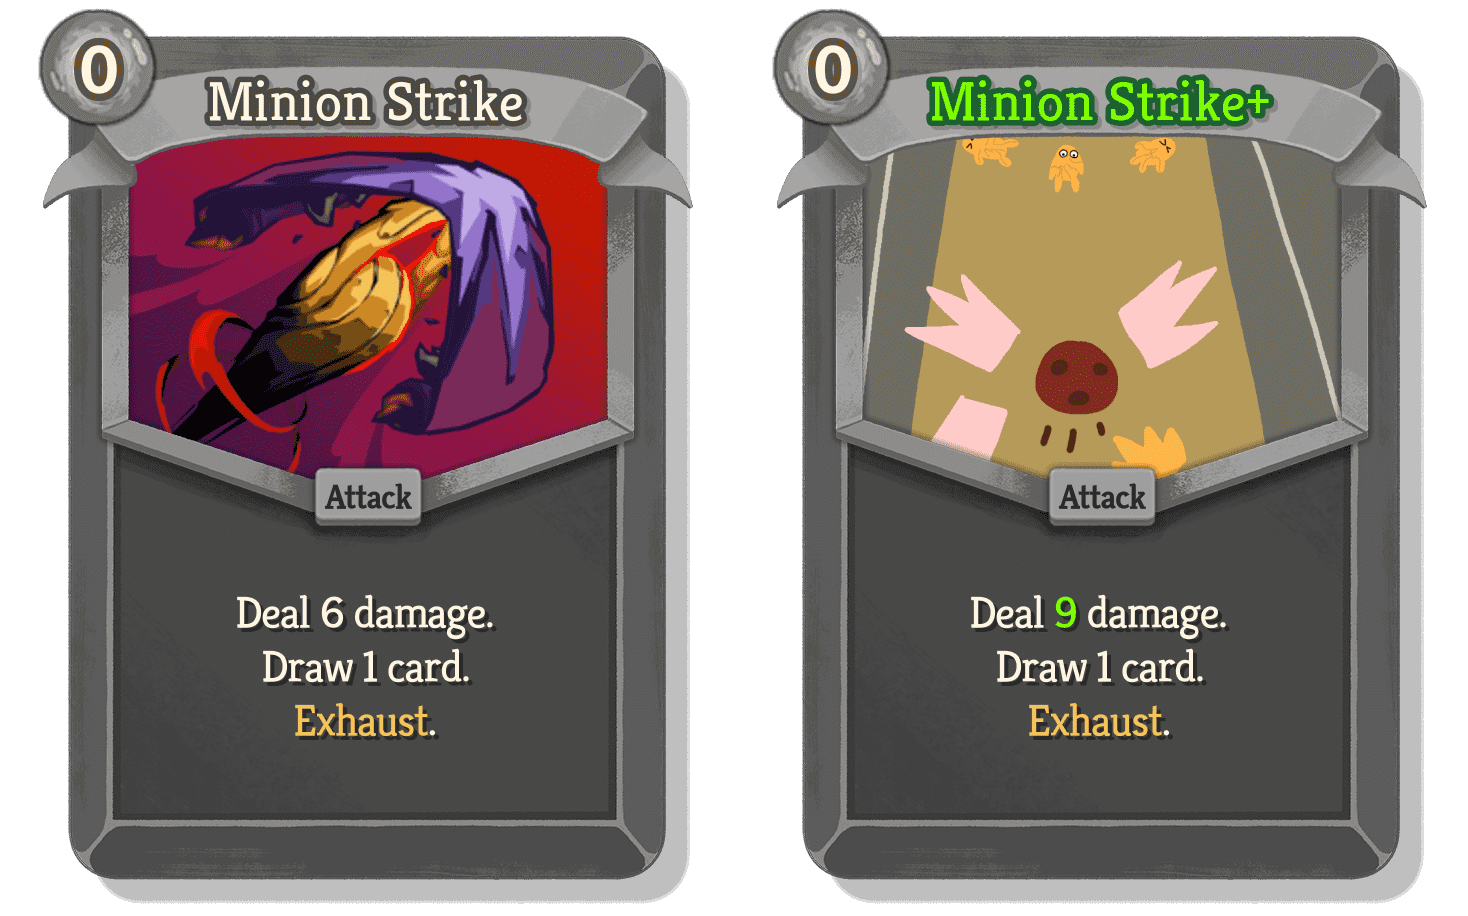 0
Minion Strike
Attack
Deal 6 damage.
Draw 1 card.
Exhaust.
0
Minion Strike+
Attack
Deal 9 damage.
Draw 1 card.
Exhaust.